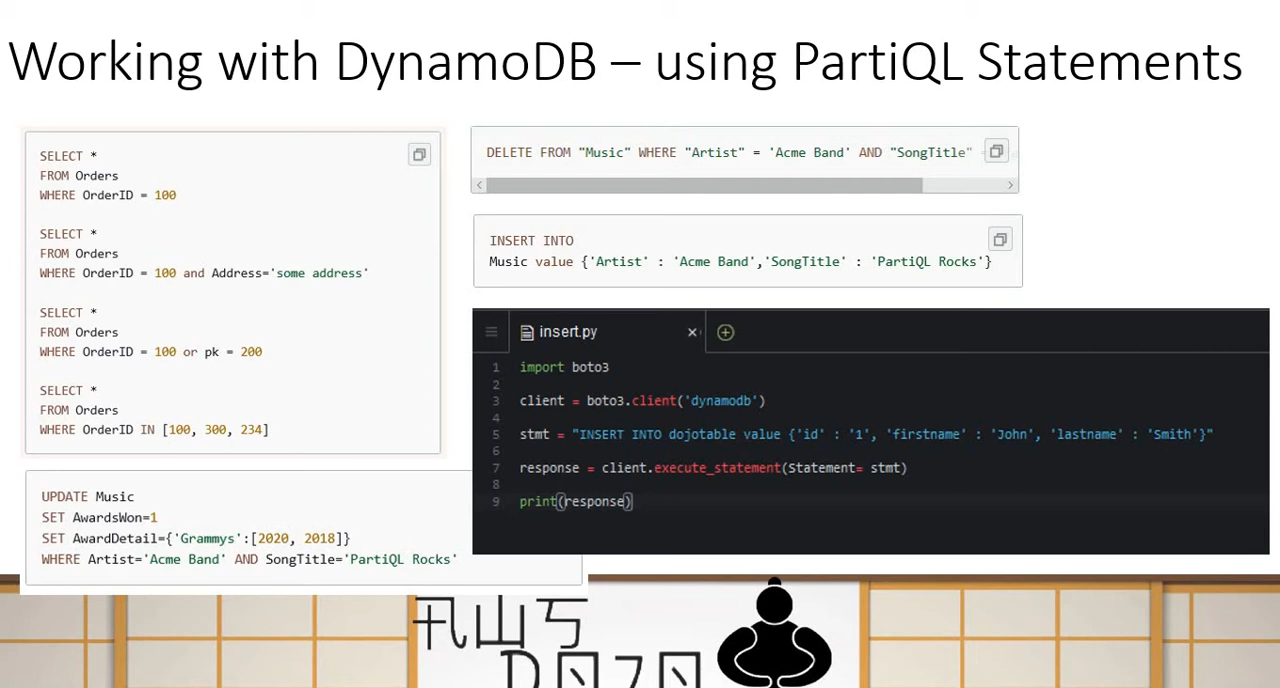 Working with DynamoDB – using PartiQL Statements
SELECT *
FROM Orders
WHERE OrderID = 100
SELECT *
FROM Orders
WHERE OrderID = 100 and Address='some address'
SELECT *
FROM Orders
WHERE OrderID = 100 or pk = 200
SELECT *
FROM Orders
WHERE OrderID IN [100, 300, 234]
UPDATE Music
SET AwardsWon=1
SET AwardDetail={'Grammys':[2020, 2018]}
WHERE Artist='Acme Band' AND SongTitle='PartiQL Rocks'
DELETE FROM "Music" WHERE "Artist" = 'Acme Band' AND "SongTitle"
INSERT INTO
Music value {'Artist' : 'Acme Band','SongTitle' : 'PartiQL Rocks'}
insert.py
1 import boto3
2
3 client = boto3.client('dynamodb')
4
5 stmt = "INSERT INTO dojotable value {'id' : '1', 'firstname' : 'John', 'lastname' : 'Smith'}"
6
7 response = client.execute_statement(Statement= stmt)
8
9 print(response)